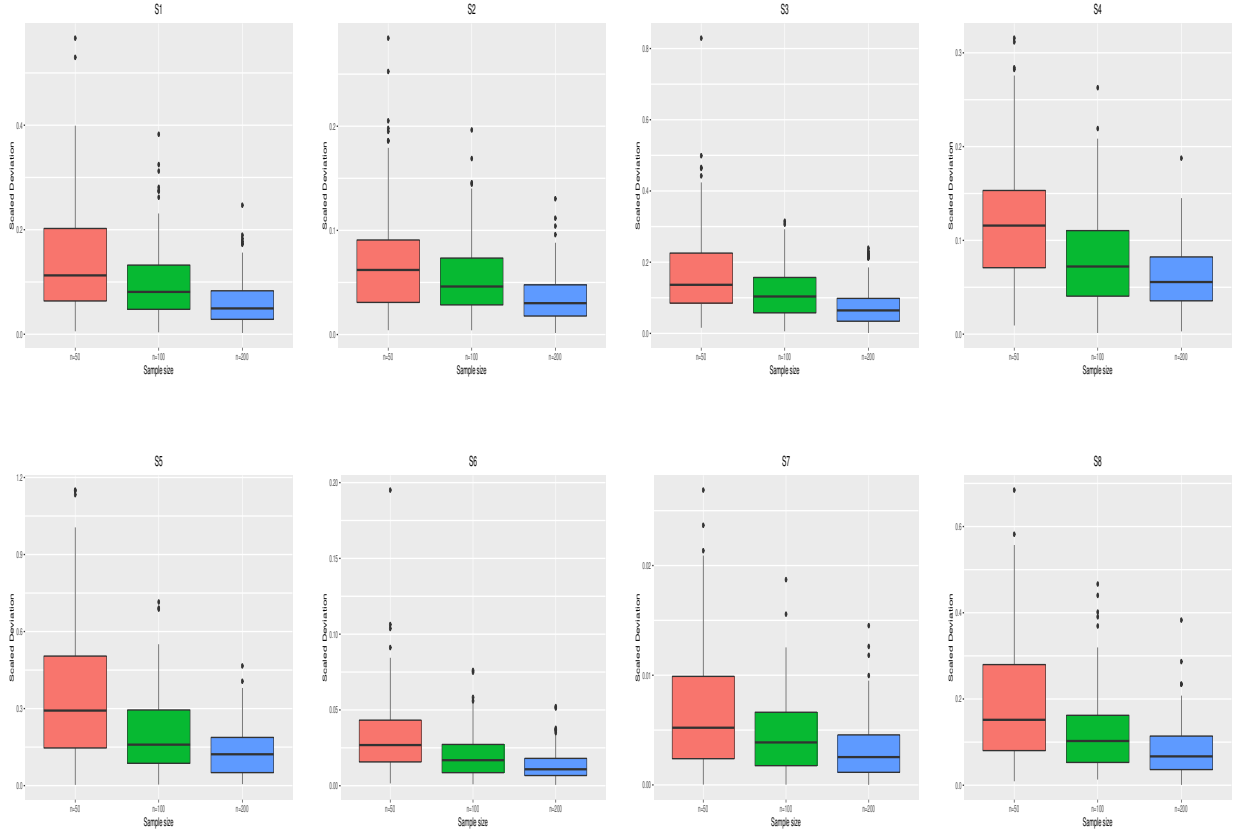 S1
Scaled Deviation
0.4
0.2
0.0
n=50 n=100 n=200
Sample size
S2
Scaled Deviation
0.2
0.1
0.0
n=50 n=100 n=200
Sample size
S3
Scaled Deviation
0.8
0.6
0.4
0.2
0.0
n=50 n=100 n=200
Sample size
S4
Scaled Deviation
0.3
0.2
0.1
0.0
n=50 n=100 n=200
Sample size
S5
Scaled Deviation
1.2
0.9
0.6
0.3
0.0
n=50 n=100 n=200
Sample size
S6
Scaled Deviation
0.20
0.15
0.10
0.05
0.00
n=50 n=100 n=200
Sample size
S7
Scaled Deviation
0.02
0.01
0.00
n=50 n=100 n=200
Sample size
S8
Scaled Deviation
0.6
0.4
0.2
0.0
n=50 n=100 n=200
Sample size